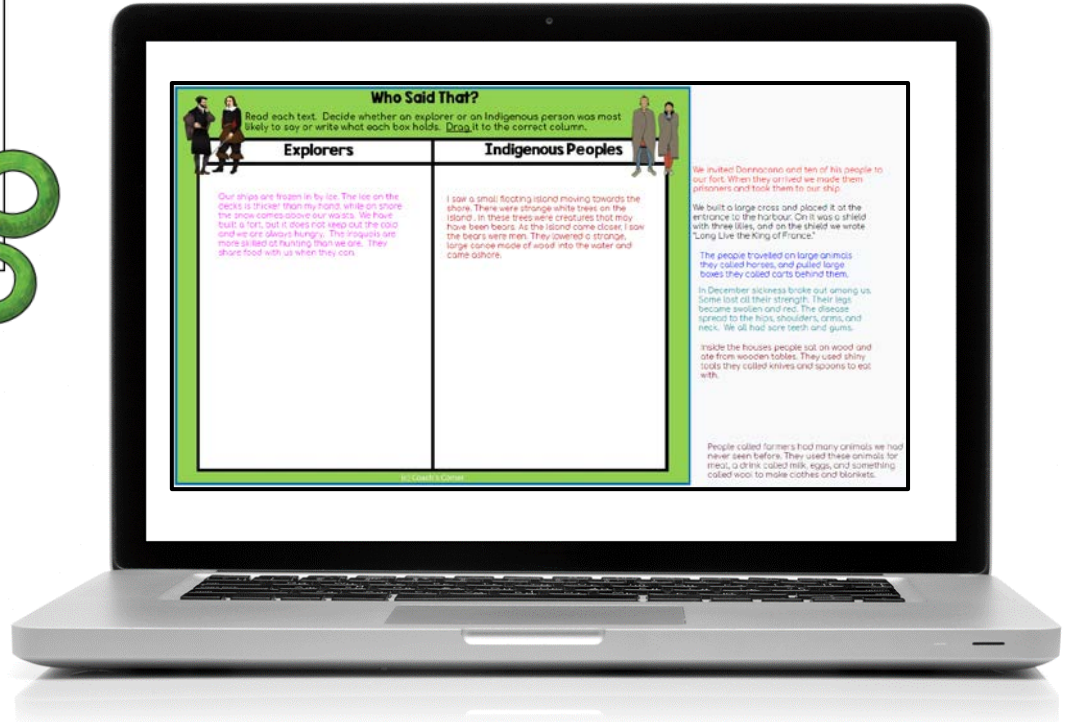 Who Said That?
Read each text. Decide whether an explorer or an Indigenous person was most
likely to say or write what each box holds. Drag it to the correct column.
Explorers
Indigenous Peoples
Our ships are frozen in by ice. The ice on the
decks is thicker than my hand, while on shore
the snow comes above our waists. We have
built a fort, but it does not keep out the cold
and we are always hungry. The Iroquois are
more skilled at hunting than we are. They
share food with us when they can.
I saw a small floating island moving towards the
shore. There were strange white trees on the
island. In these trees were creatures that may
have been bears. As the island came closer, I saw
the bears were men. They lowered a strange,
large canoe made of wood into the water and
came ashore.
We invited Donnacona and ten of his people to
our fort. When they arrived we made them
prisoners and took them to our ship.
We built a large cross and placed it at the
entrance to the harbour. On it was a shield
with three lilies, and on the shield we wrote
"Long Live the King of France."
The people travelled on large animals
they called horses, and pulled large
boxes they called carts behind them.
In December sickness broke out among us.
Some lost all their strength. Their legs
became swollen and red. The disease
spread to the hips, shoulders, arms, and
neck. We all had sore teeth and gums.
Inside the houses people sat on wood and
ate from wooden tables. They used shiny
tools they called knives and spoons to eat
with.
People called farmers had many animals we had
never seen before. They used these animals for
meat, a drink called milk, eggs, and something
called wool to make clothes and blankets.
(c) Coach's Corner